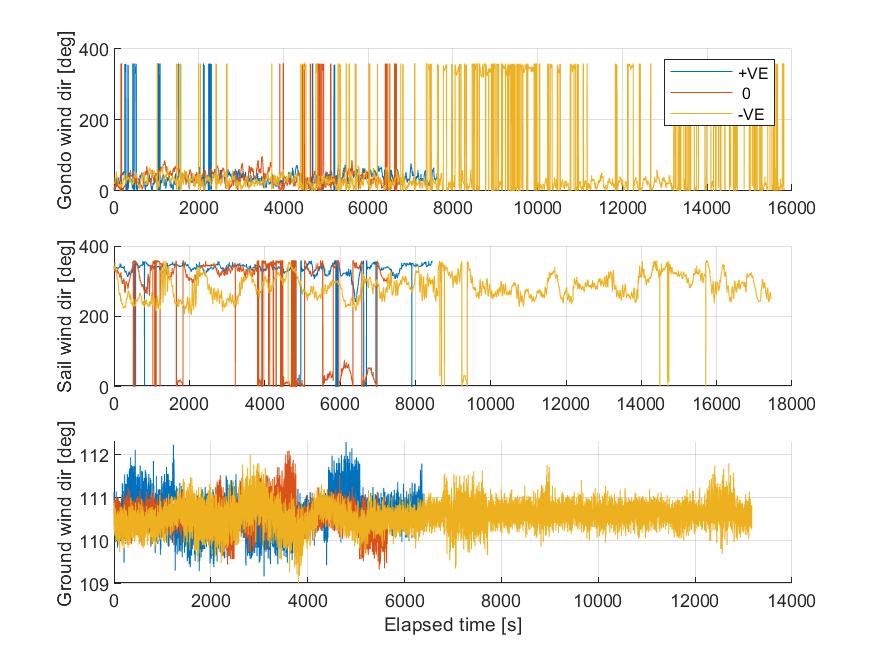 Gondo wind dir [deg]
400
200
0
0 2000 4000 6000 8000 10000 12000 14000 16000
+VE
0
-VE
Sail wind dir [deg]
400
200
0
0 2000 4000 6000 8000 10000 12000 14000 16000 18000
Ground wind dir [deg]
112
111
110
109
0 2000 4000 6000 8000 10000 12000 14000
Elapsed time [s]